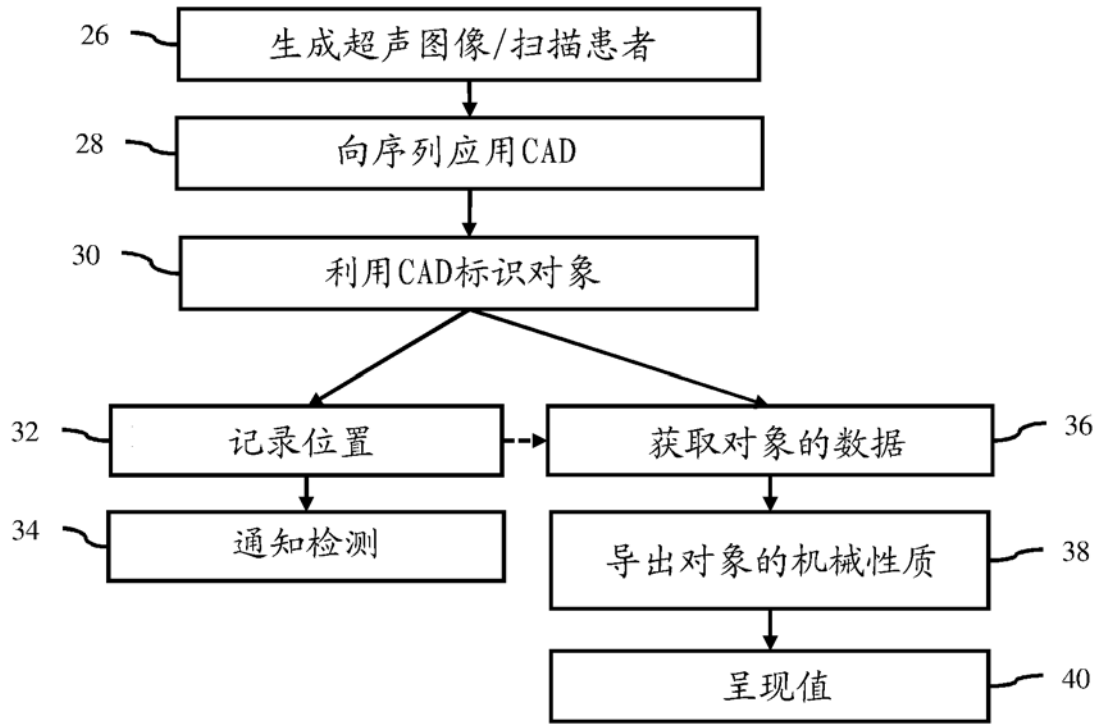 26
生成超声图像/扫描患者
28
向序列应用CAD
30
利用CAD标识对象
32
记录位置
获取对象的数据
36
34
通知检测
导出对象的机械性质
38
呈现值
40